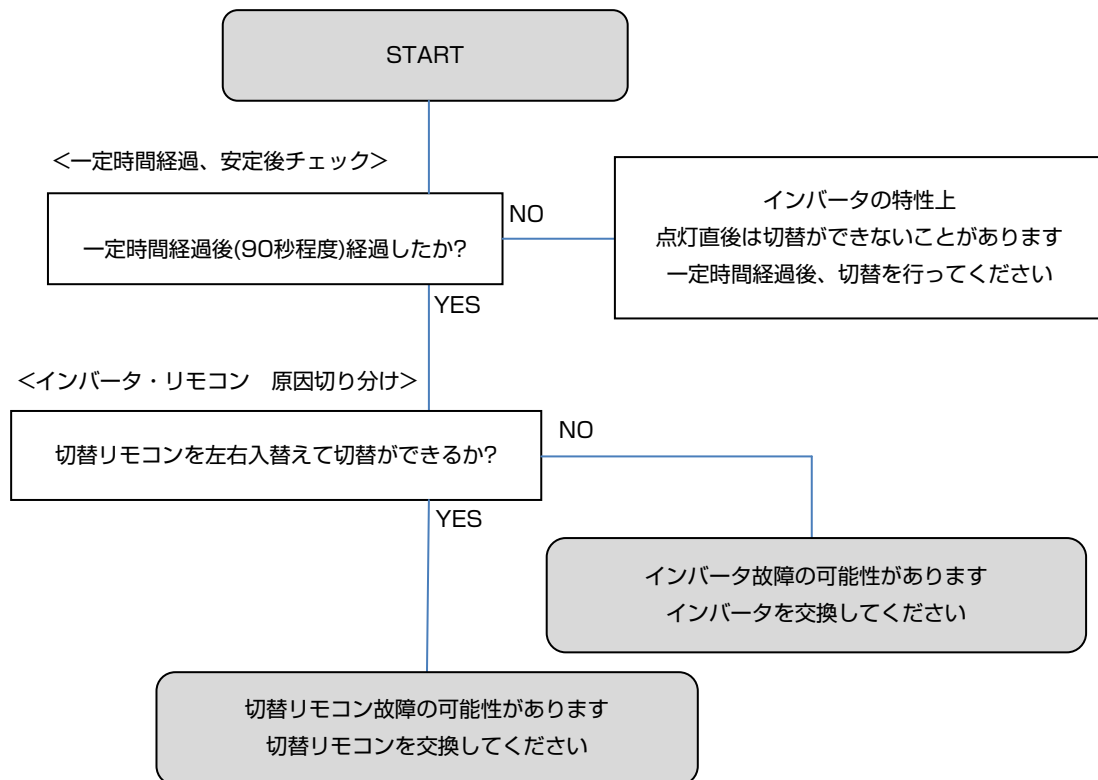 START
＜一定時間経過、安定後チェック＞
一定時間経過後(90秒程度)経過したか?
NO
インバータの特性上
点灯直後は切替ができないことがあります
一定時間経過後、切替を行ってください
YES
＜インバータ・リモコン　原因切り分け＞
切替リモコンを左右入替えて切替ができるか?
NO
YES
インバータ故障の可能性があります
インバータを交換してください
切替リモコン故障の可能性があります
切替リモコンを交換してください